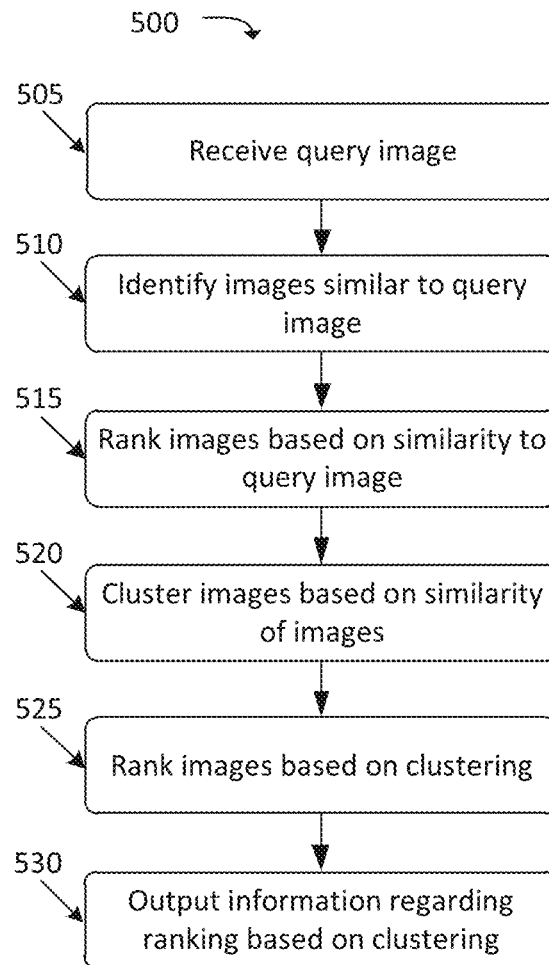 500
505
Receive query image
510
Identify images similar to query
image
515
Rank images based on similarity to
query image
520
Cluster images based on similarity
of images
525
Rank images based on clustering
530
Output information regarding
ranking based on clustering